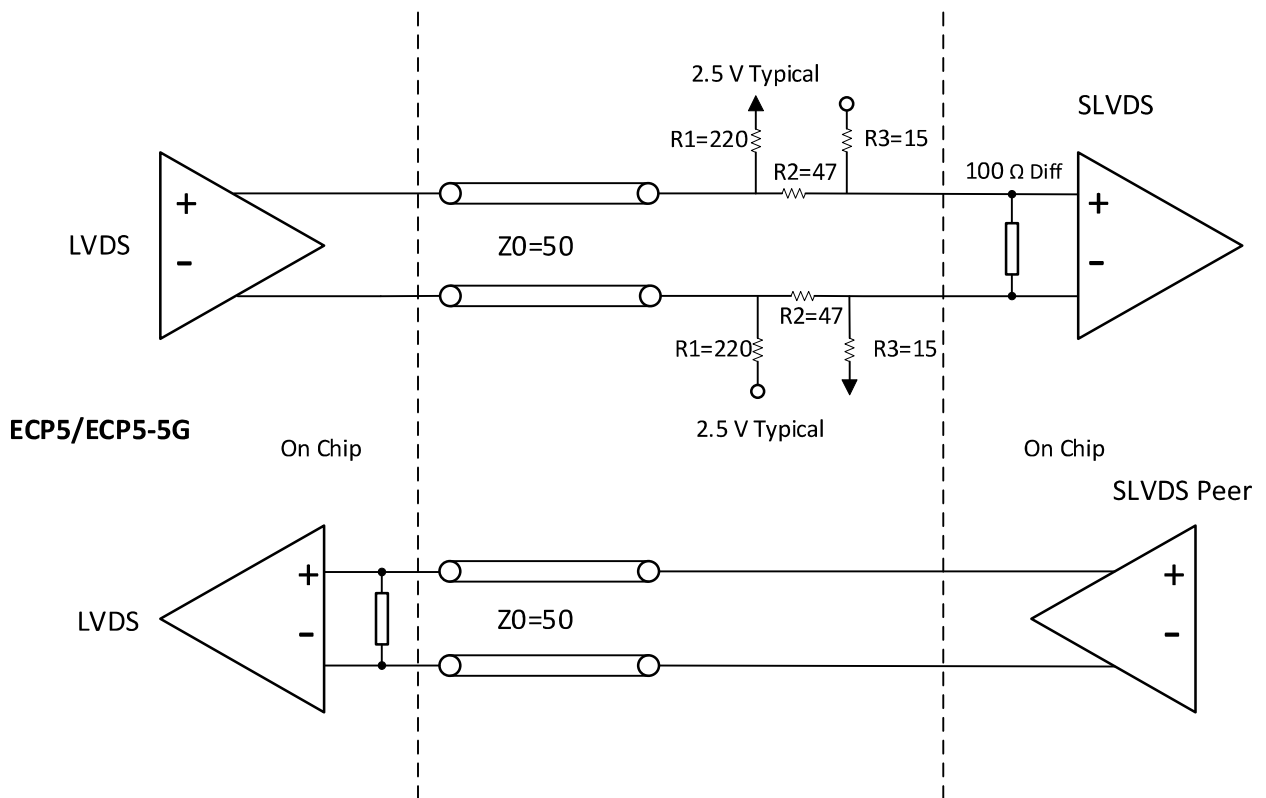 2.5 V Typical
SLVDS
R1=220
R3=15
R2=47
100 Ω Diff
+
+
LVDS
Z0=50
-
-
R2=47
R1=220
R3=15
2.5 V Typical
ECP5/ECP5-5G
On Chip
On Chip
SLVDS Peer
+
+
LVDS
Z0=50
-
-